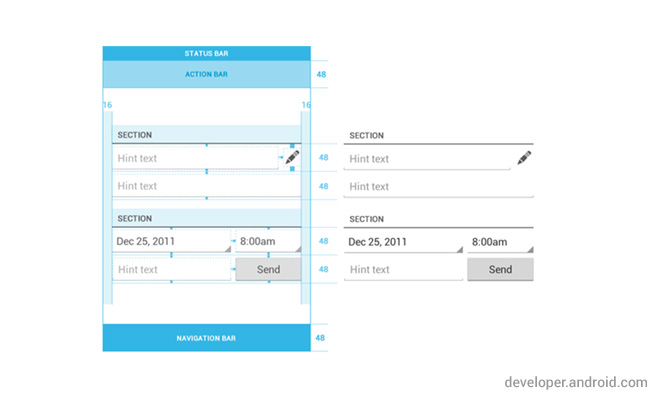 STATUS BAR
ACTION BAR 48
16 16
SECTION
Hint text 48
Hint text 48
SECTION
Dec 25, 2011 8:00am 48
Hint text Send 48
NAVIGATION BAR 48
SECTION
Hint text
Hint text
SECTION
Dec 25, 2011 8:00am
Hint text Send
developer.android.com